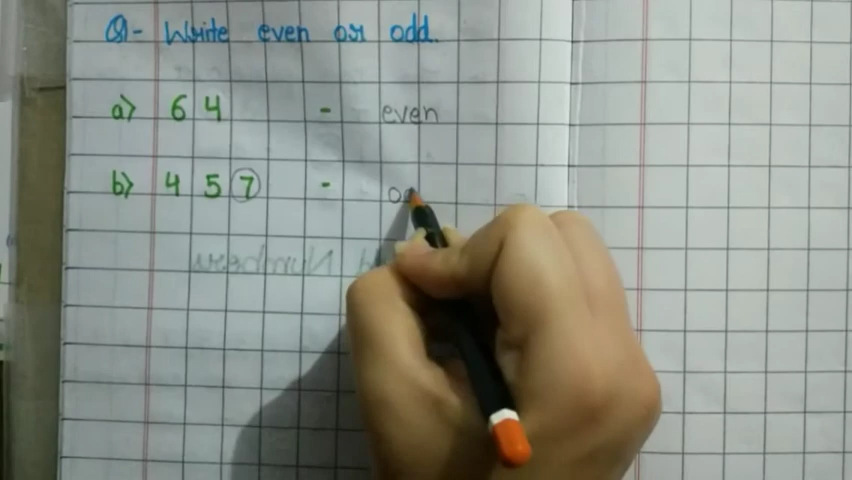 Q- Write even or odd.
a) 64 - even
b) 457 - o